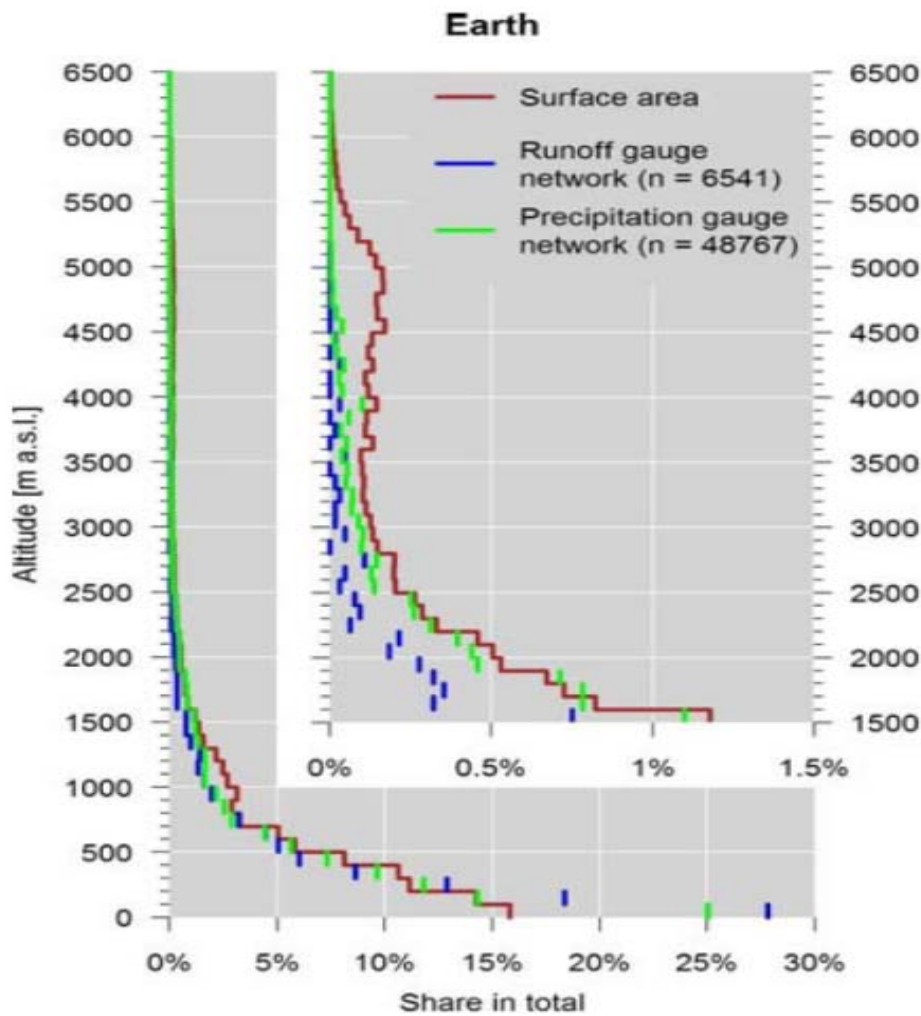 Earth
6500
6000
5500
5000
4500
4000
3500
3000
2500
2000
1500
1000
500
0
Altitude [m a.s.l.]
Surface area
Runoff gauge
network (n = 6541)
Precipitation gauge
network (n = 48767)
6500
6000
5500
5000
4500
4000
3500
3000
2500
2000
1500
0% 0.5% 1% 1.5%
0% 5% 10% 15% 20% 25% 30%
Share in total